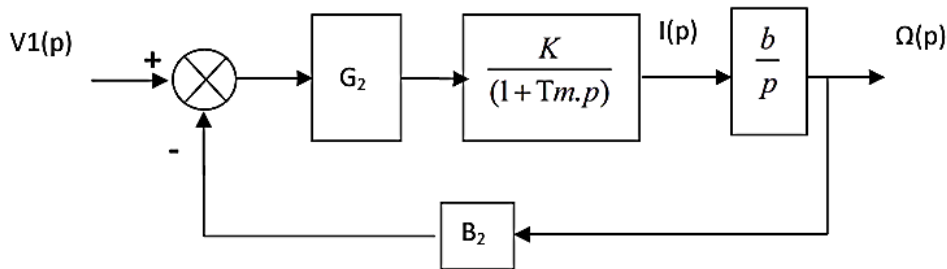 V1(p)
+
-
G₂
K
(1 + Tm.p)
I(p)
b
p
Ω(p)
B₂